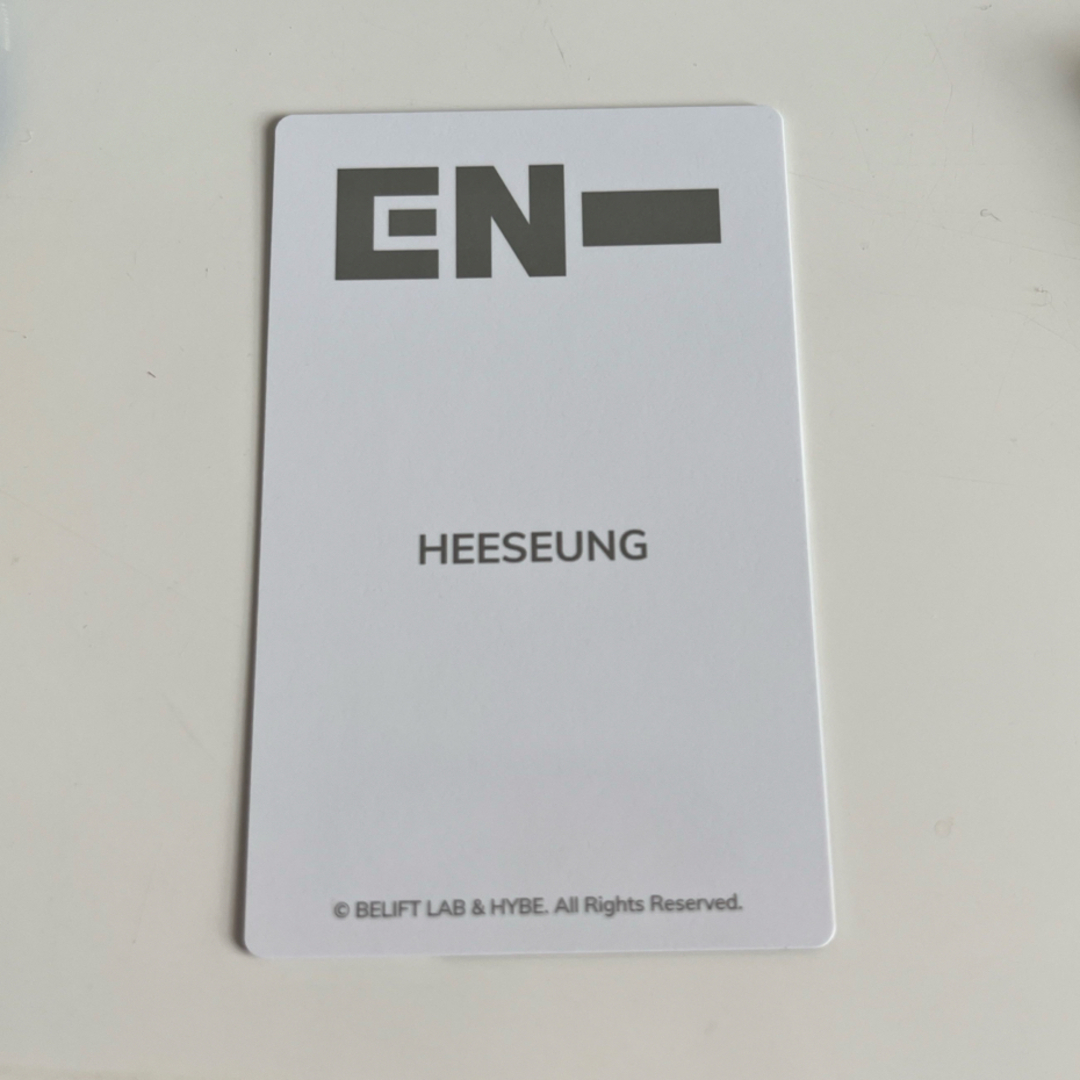 EN-
HEESEUNG
© BELIFT LAB & HYBE. All Rights Reserved.